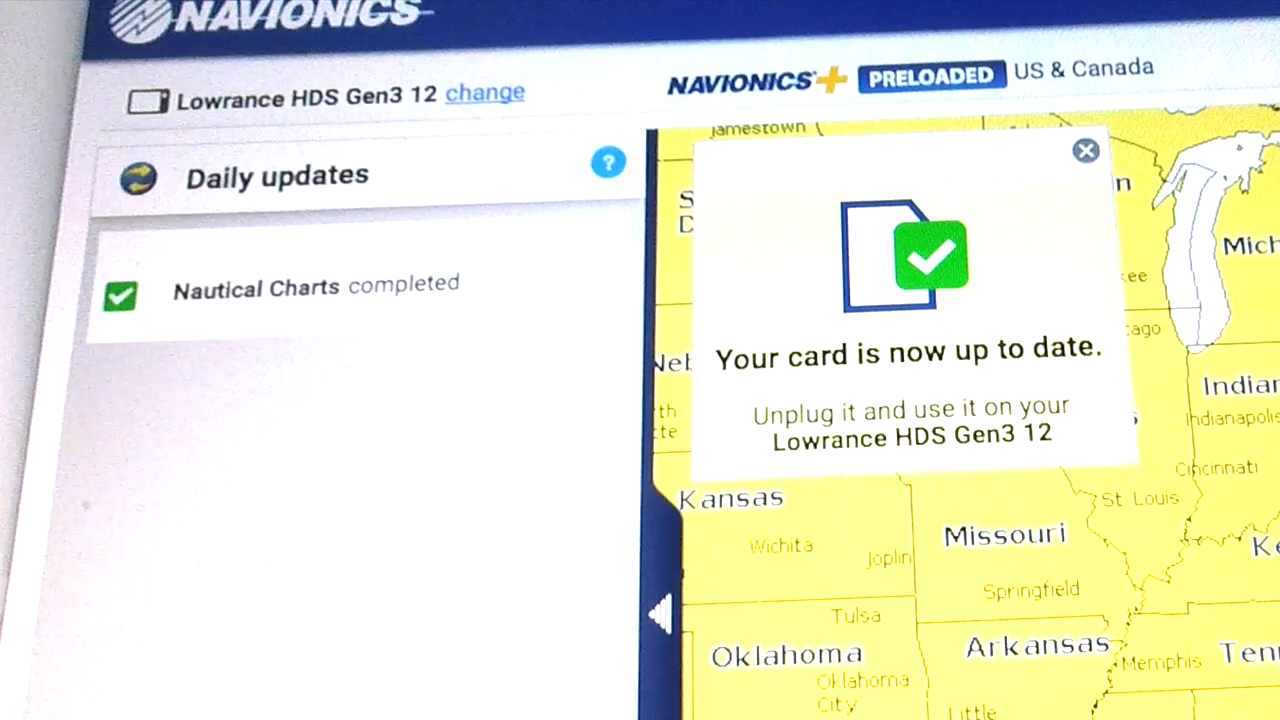 NAVIONICS
Lowrance HDS Gen3 12 change
NAVIONICS+ PRELOADED US & Canada
Daily updates
?
Nautical Charts completed
Jamestown
Your card is now up to date.
Unplug it and use it on your
Lowrance HDS Gen3 12
Mich
Indian
Indianapolis
Cincinnati
St. Louis
Kansas
Wichita
Joplin
Missouri
Springfield
Tulsa
Oklahoma
Oklahoma
City
Arkansas
Memphis
Tenn
Little